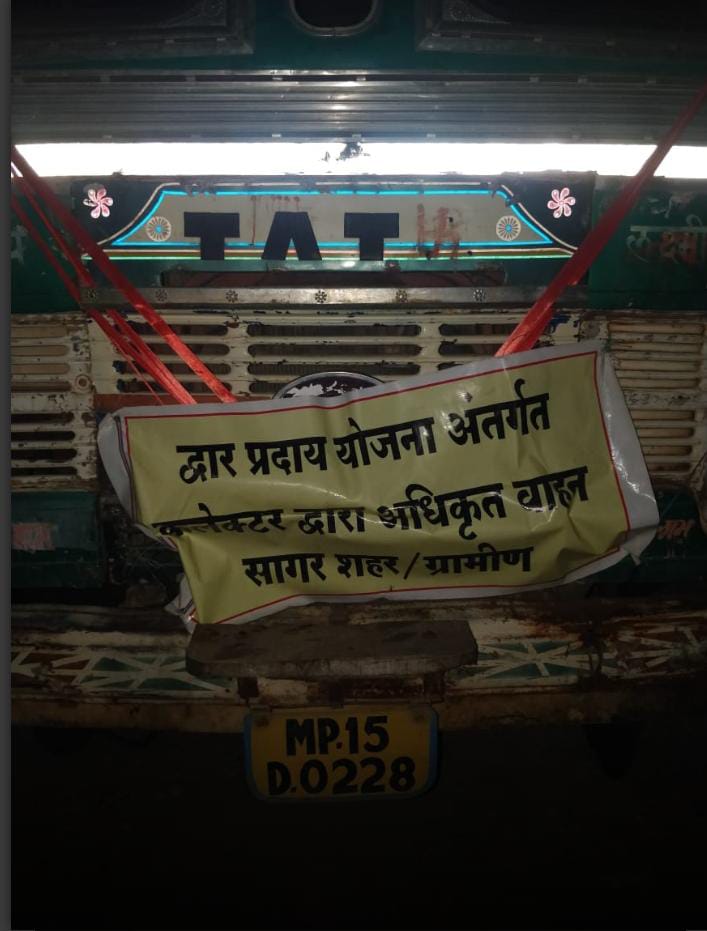 TAT
द्वार प्रदाय योजना अंतर्गत
कलेक्टर द्वारा अधिकृत वाहन
सागर शहर/ग्रामीण
MP.15
D.0228